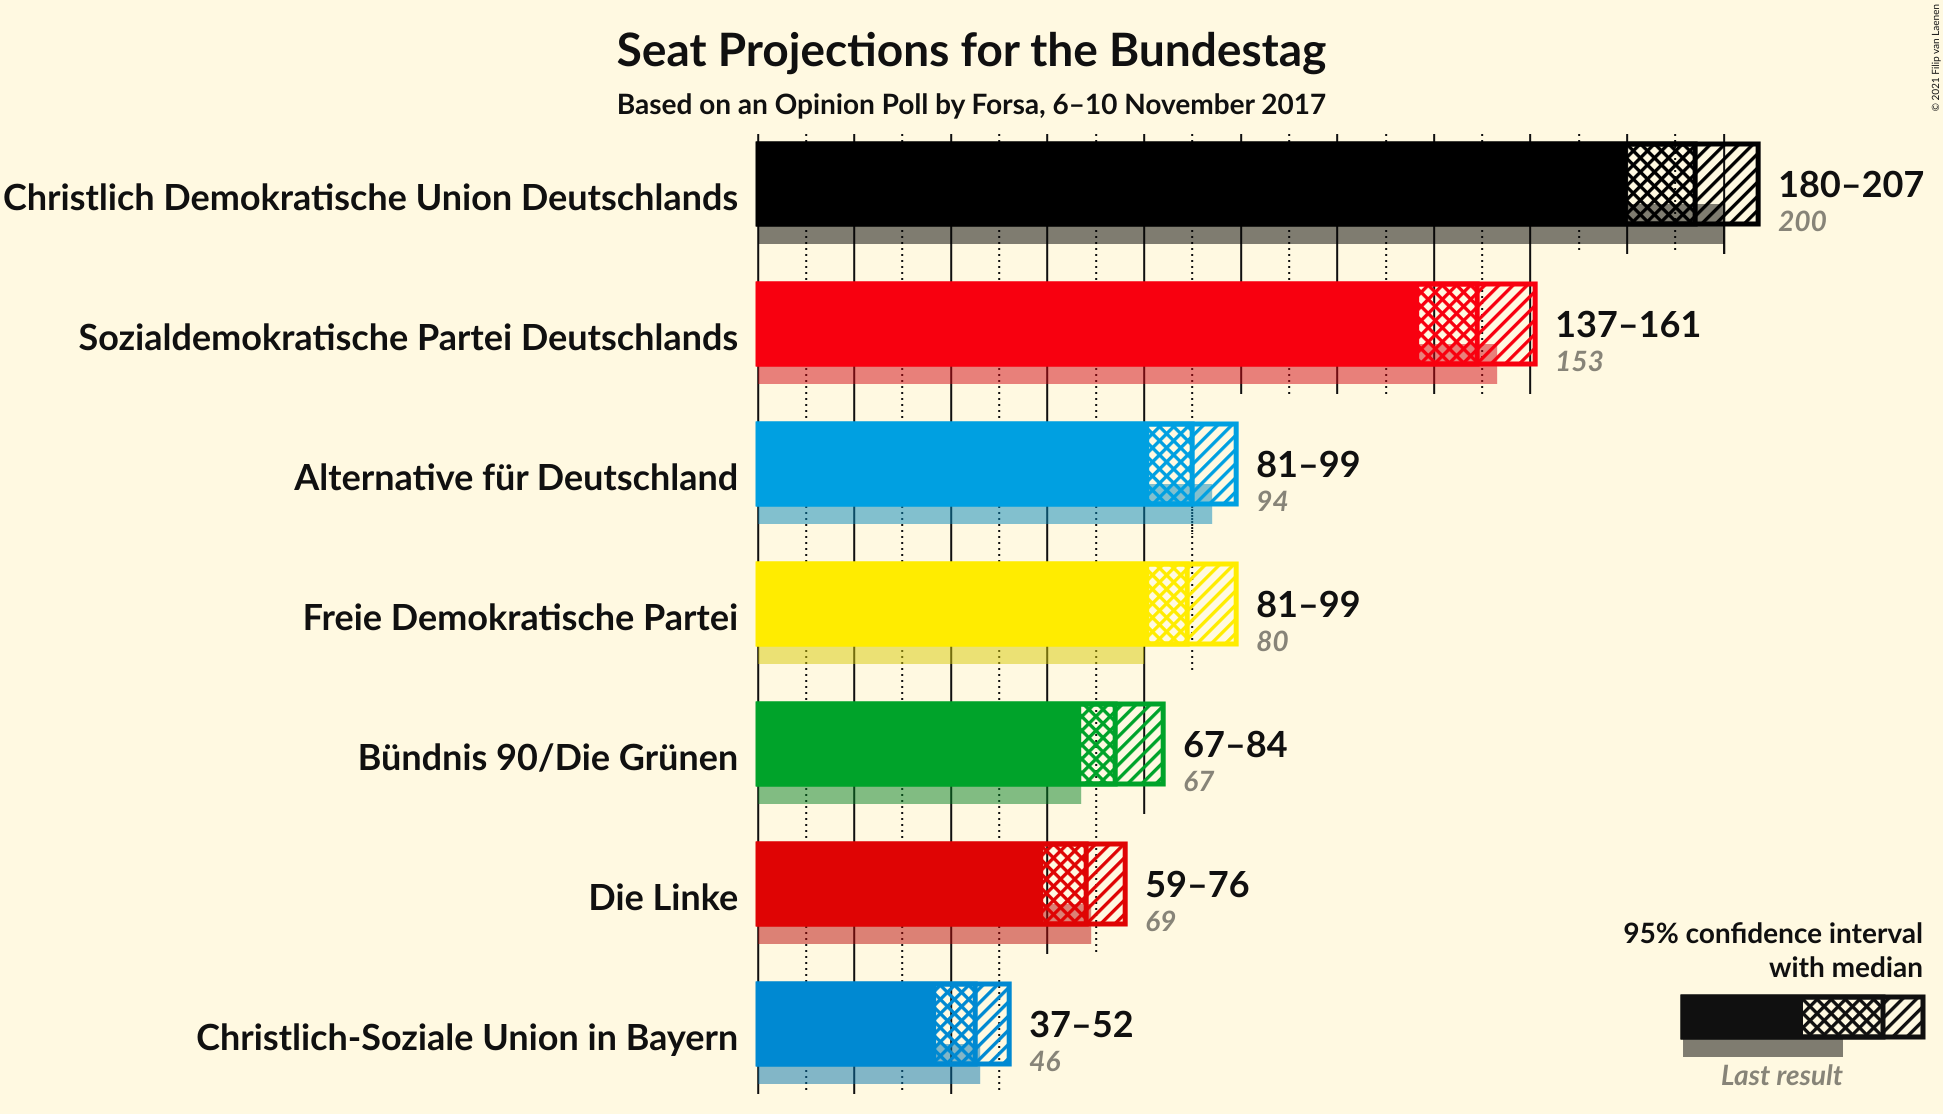 Seat Projections for the Bundestag
Based on an Opinion Poll by Forsa, 6–10 November 2017
© 2021 Filip van Laenen
Christlich Demokratische Union Deutschlands
180–207
200
Sozialdemokratische Partei Deutschlands
137–161
153
Alternative für Deutschland
81–99
94
Freie Demokratische Partei
81–99
80
Bündnis 90/Die Grünen
67–84
67
Die Linke
59–76
69
Christlich-Soziale Union in Bayern
37–52
46
95% confidence interval
with median
Last result